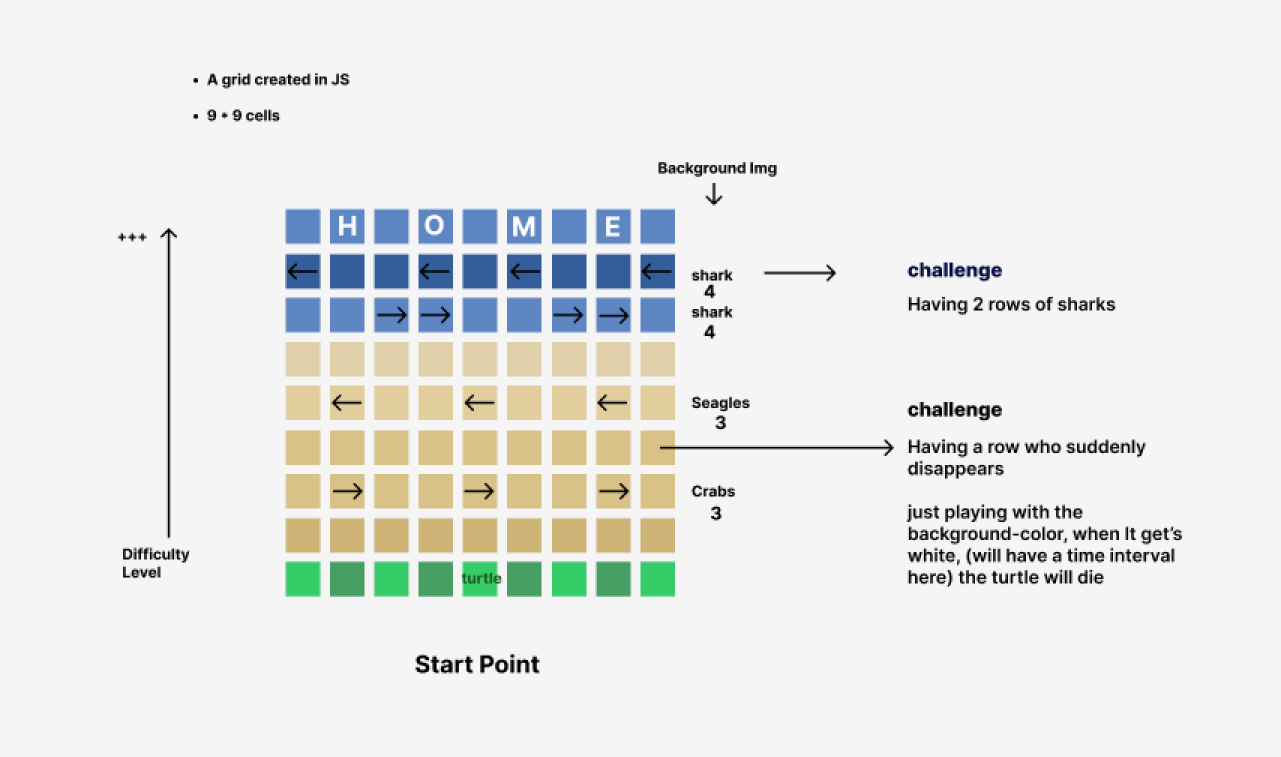 • A grid created in JS
• 9 * 9 cells
Background Img
+++
H O M E
shark
4
challenge
Having 2 rows of sharks
shark
4
Seagles
3
challenge
Having a row who suddenly
disappears
Crabs
3
just playing with the
background-color, when It get's
white, (will have a time interval
here) the turtle will die
Difficulty
Level
turtle
Start Point